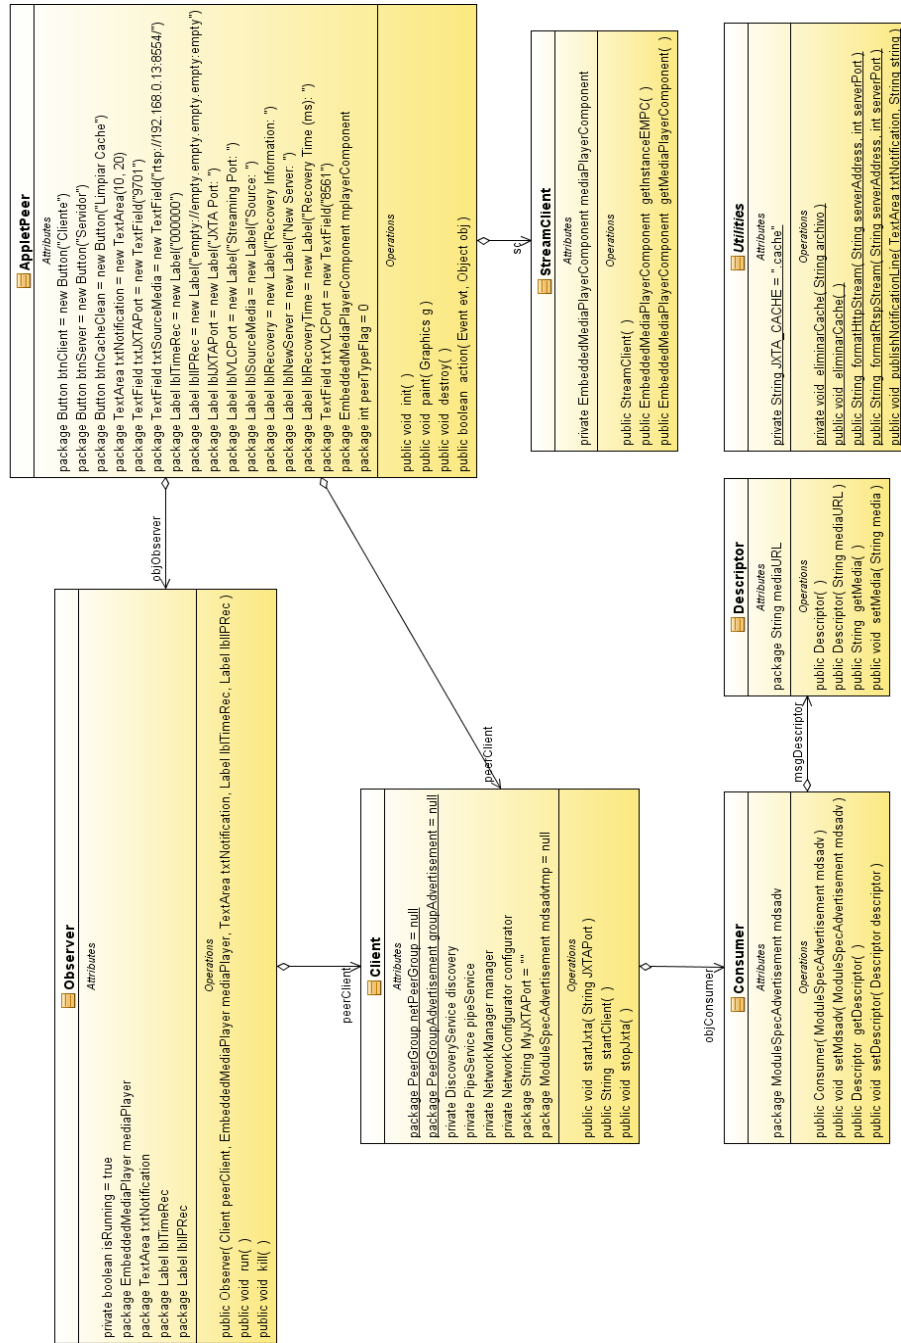 AppletPeer
Attributes
package Button btnClient = new Button("Cliente")
package Button btnServer = new Button("Servidor")
package Button btnCacheClean = new Button("Limpiar Cache")
package TextArea txtNotification = new TextArea(10, 20)
package TextField txtJXTAPort = new TextField("9701")
package TextField txtSourceMedia = new TextField("rtsp://192.168.0.13:8554/")
package Label lblTimeRec = new Label("000000")
package Label lblIPRec = new Label("empty://empty.empty.empty.empty")
package Label lblJXTAPort = new Label("JXTA Port: ")
package Label lblVLCPort = new Label("Streaming Port: ")
package Label lblSourceMedia = new Label("Source: ")
package Label lblRecovery = new Label("Recovery Information: ")
package Label lblNewServer = new Label("New Server: ")
package Label lblRecoveryTime = new Label("Recovery Time (ms): ")
package TextField txtVLCPort = new TextField("8561")
package EmbeddedMediaPlayerComponent mplayerComponent
package int peerTypeFlag = 0
Operations
public void init( )
public void paint( Graphics g )
public void destroy( )
public boolean action( Event evt, Object obj )
objObserver
peerClient
sc
StreamClient
Attributes
private EmbeddedMediaPlayerComponent mediaPlayerComponent
Operations
public StreamClient( )
public EmbeddedMediaPlayerComponent getInstanceEMPC( )
public EmbeddedMediaPlayerComponent getMediaPlayerComponent( )
Utilities
Attributes
private String JXTA_CACHE = ".cache"
Operations
private void eliminarCache( String archivo )
public void eliminarCache( )
public String formatHttpStream( String serverAddress, int serverPort )
public String formatRtspStream( String serverAddress, int serverPort )
public void publishNotificationLine( TextArea txtNotification, String string )
Observer
Attributes
private boolean isRunning = true
package EmbeddedMediaPlayer mediaPlayer
package TextArea txtNotification
package Label lblTimeRec
package Label lblIPRec
Operations
public Observer( Client peerClient, EmbeddedMediaPlayer mediaPlayer, TextArea txtNotification, Label lblTimeRec, Label lblIPRec )
public void run( )
public void kill( )
peerClient
Client
Attributes
package PeerGroup netPeerGroup = null
package PeerGroupAdvertisement groupAdvertisement = null
private DiscoveryService discovery
private PipeService pipeService
private NetworkManager manager
private NetworkConfigurator configurator
package String MyJXTAPort = ""
package ModuleSpecAdvertisement mdsadvtmp = null
Operations
public void startJxta( String JXTAPort )
public String startClient( )
public void stopJxta( )
objConsumer
Consumer
Attributes
package ModuleSpecAdvertisement mdsadv
Operations
public Consumer( ModuleSpecAdvertisement mdsadv )
public void setMdsadv( ModuleSpecAdvertisement mdsadv )
public Descriptor getDescriptor( )
public void setDescriptor( Descriptor descriptor )
msgDescriptor
Descriptor
Attributes
package String mediaURL
Operations
public Descriptor( )
public Descriptor( String mediaURL )
public String getMedia( )
public void setMedia( String media )